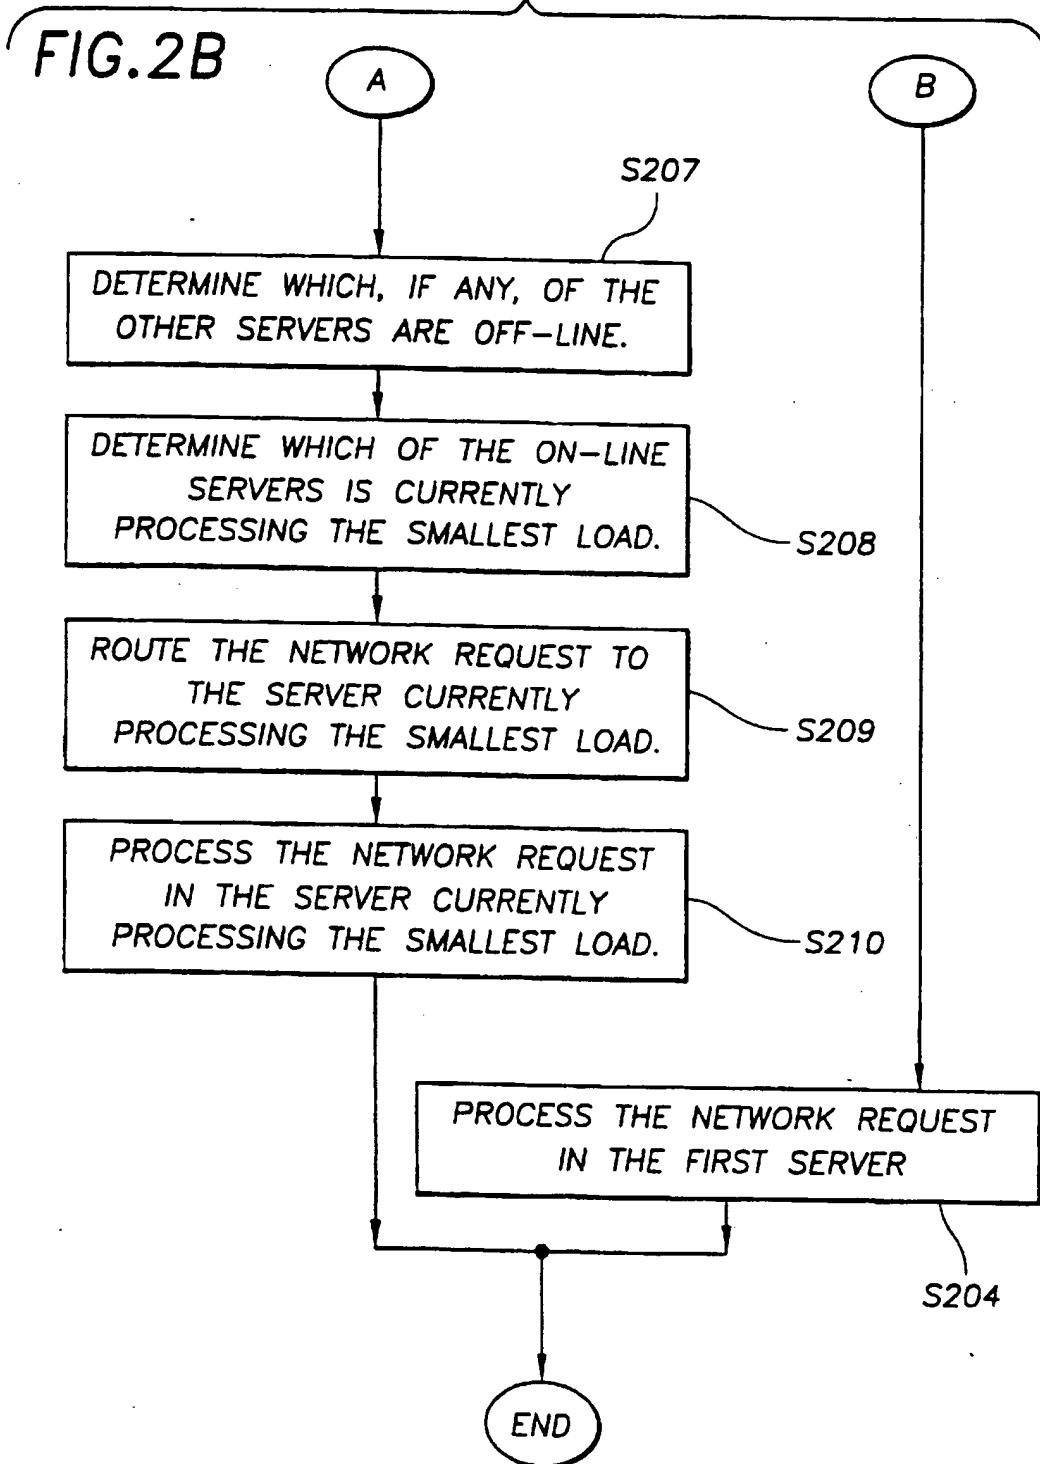 FIG.2B
A
B
S207
DETERMINE WHICH, IF ANY, OF THE
OTHER SERVERS ARE OFF-LINE.
DETERMINE WHICH OF THE ON-LINE
SERVERS IS CURRENTLY
PROCESSING THE SMALLEST LOAD.
S208
ROUTE THE NETWORK REQUEST TO
THE SERVER CURRENTLY
PROCESSING THE SMALLEST LOAD.
S209
PROCESS THE NETWORK REQUEST
IN THE SERVER CURRENTLY
PROCESSING THE SMALLEST LOAD.
S210
PROCESS THE NETWORK REQUEST
IN THE FIRST SERVER
S204
END